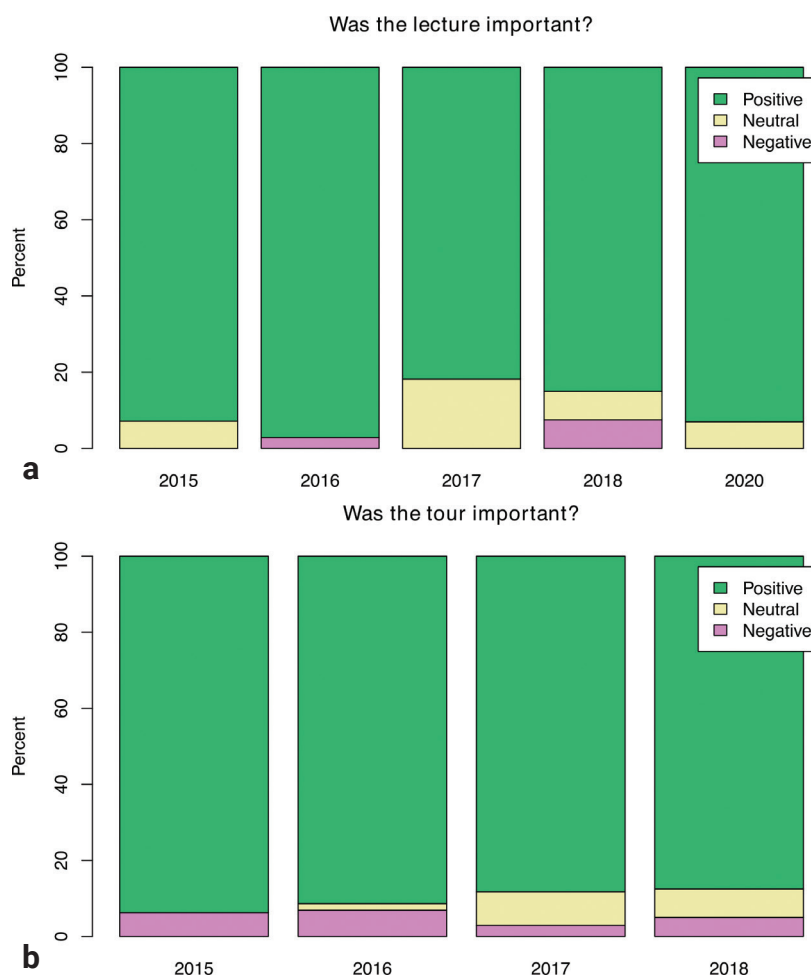 Was the lecture important?
Percent
100
80
60
40
20
0
Positive
Neutral
Negative
a
2015 2016 2017 2018 2020
Was the tour important?
Percent
100
80
60
40
20
0
Positive
Neutral
Negative
b
2015 2016 2017 2018